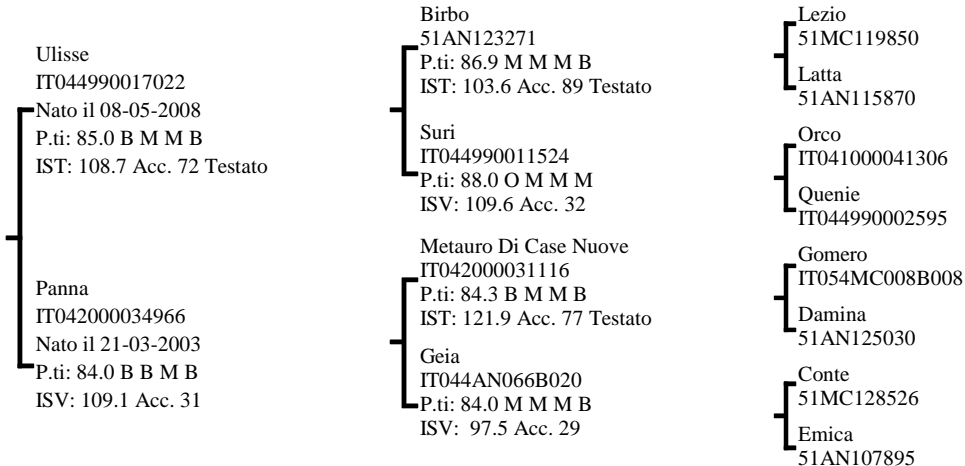 Ulisse
IT044990017022
Nato il 08-05-2008
P.ti: 85.0 B M M B
IST: 108.7 Acc. 72 Testato
Panna
IT042000034966
Nato il 21-03-2003
P.ti: 84.0 B B M B
ISV: 109.1 Acc. 31
Birbo
51AN123271
P.ti: 86.9 M M M B
IST: 103.6 Acc. 89 Testato
Suri
IT044990011524
P.ti: 88.0 O M M M
ISV: 109.6 Acc. 32
Metauro Di Case Nuove
IT042000031116
P.ti: 84.3 B M M B
IST: 121.9 Acc. 77 Testato
Geia
IT044AN066B020
P.ti: 84.0 M M M B
ISV: 97.5 Acc. 29
Lezio
51MC119850
Latta
51AN115870
Orco
IT041000041306
Quenie
IT044990002595
Gomero
IT054MC008B008
Damina
51AN125030
Conte
51MC128526
Emica
51AN107895